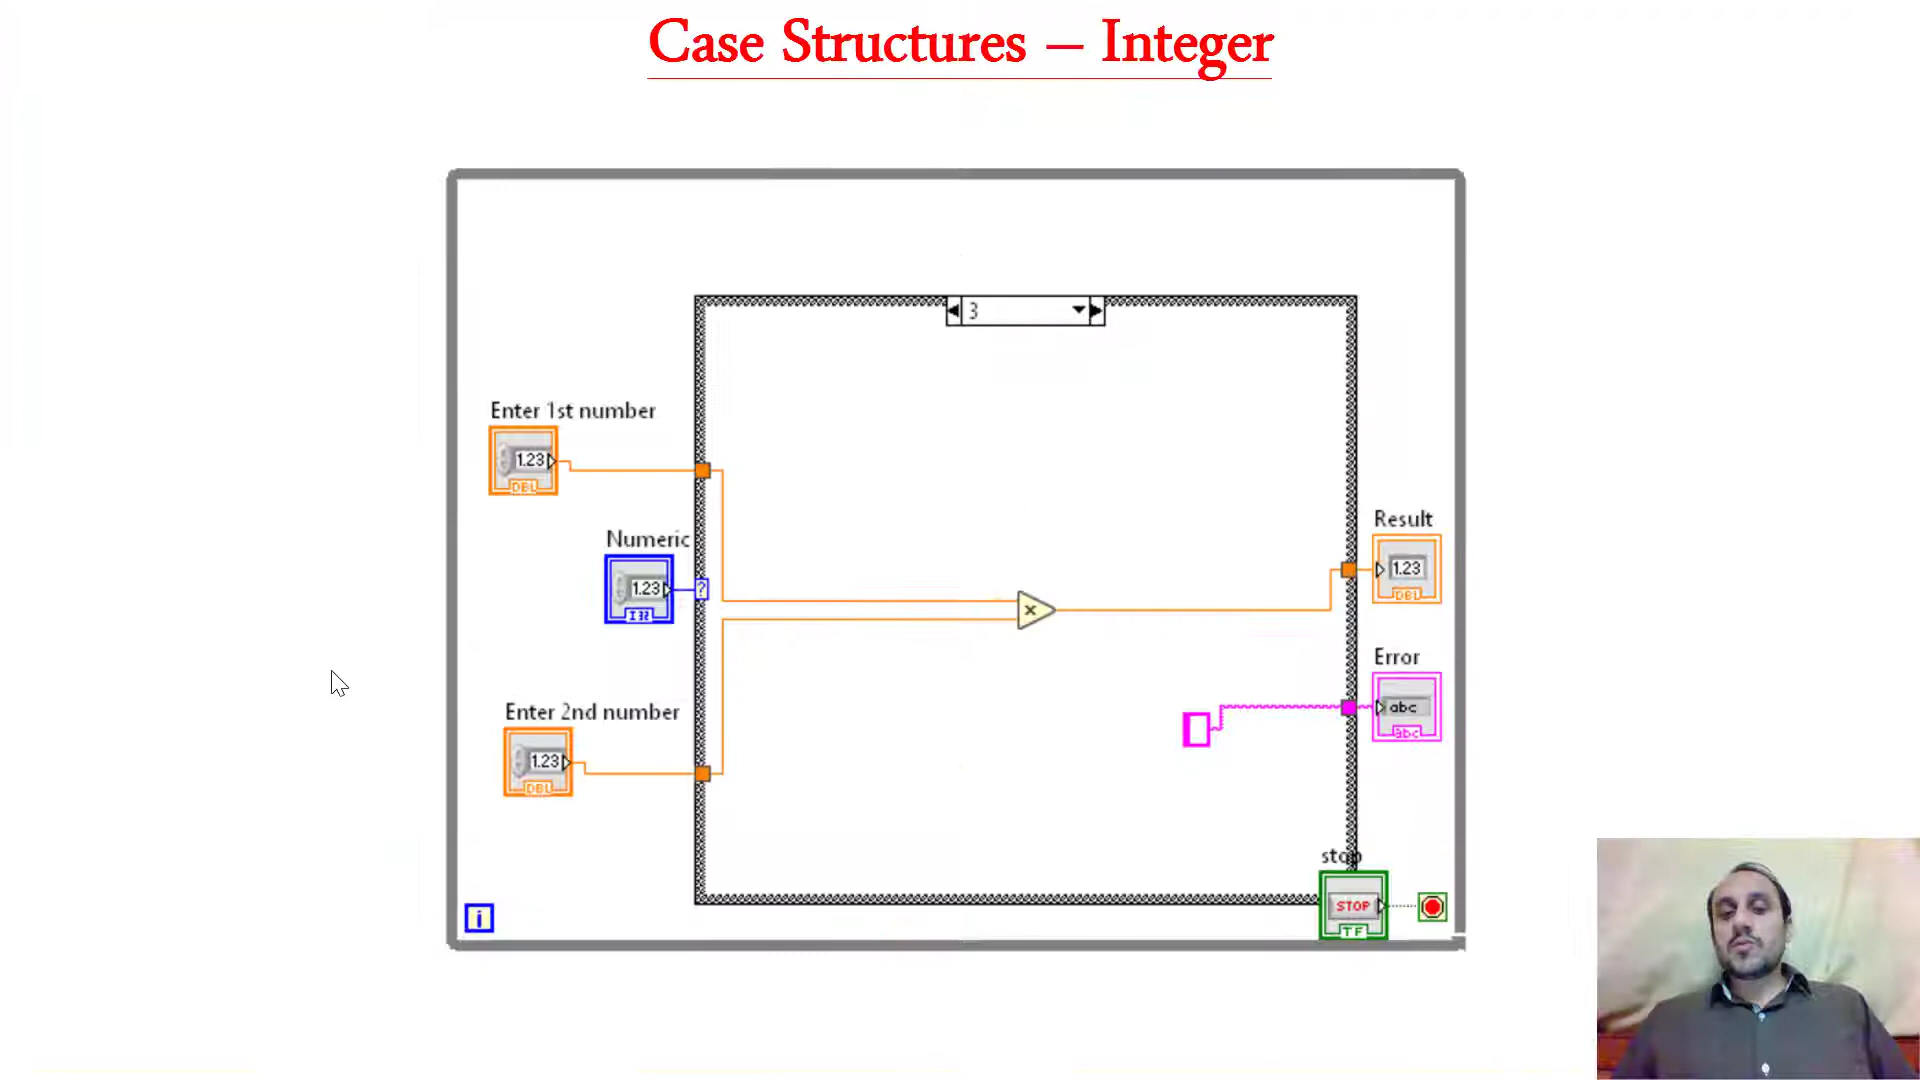 Case Structures – Integer
3
Enter 1st number
1.23
DBL
Numeric
1.23
I32
?
Enter 2nd number
1.23
DBL
×
Result
1.23
DBL
Error
abc
abc
stop
STOP
TF
i